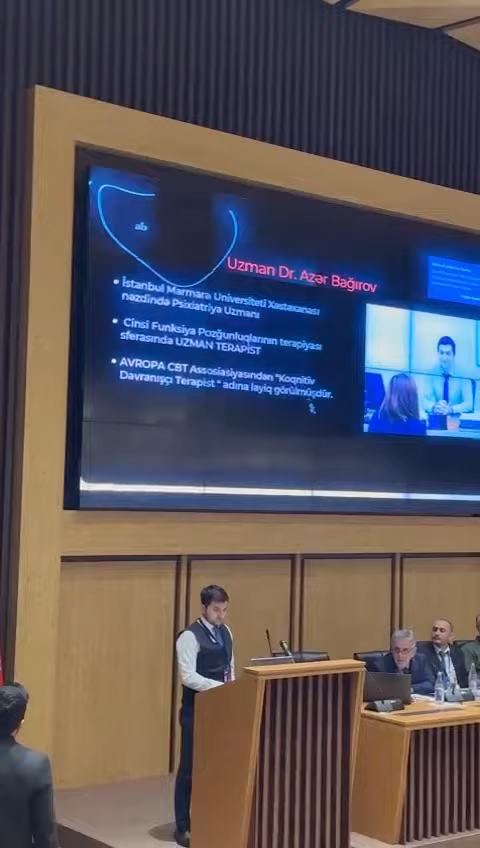 ab
Uzman Dr. Azər Bağırov
• İstanbul Marmara Universiteti Xəstəxanası
nəzdində Psixiatriya Uzmanı
• Cinsi Funksiya Pozğunluqlarının terapiyası
sferasında UZMAN TERAPİST
• AVROPA CBT Assosiasiyasından "Koqnitiv
Davranışçı Terapist " adına layiq görülmüşdür.